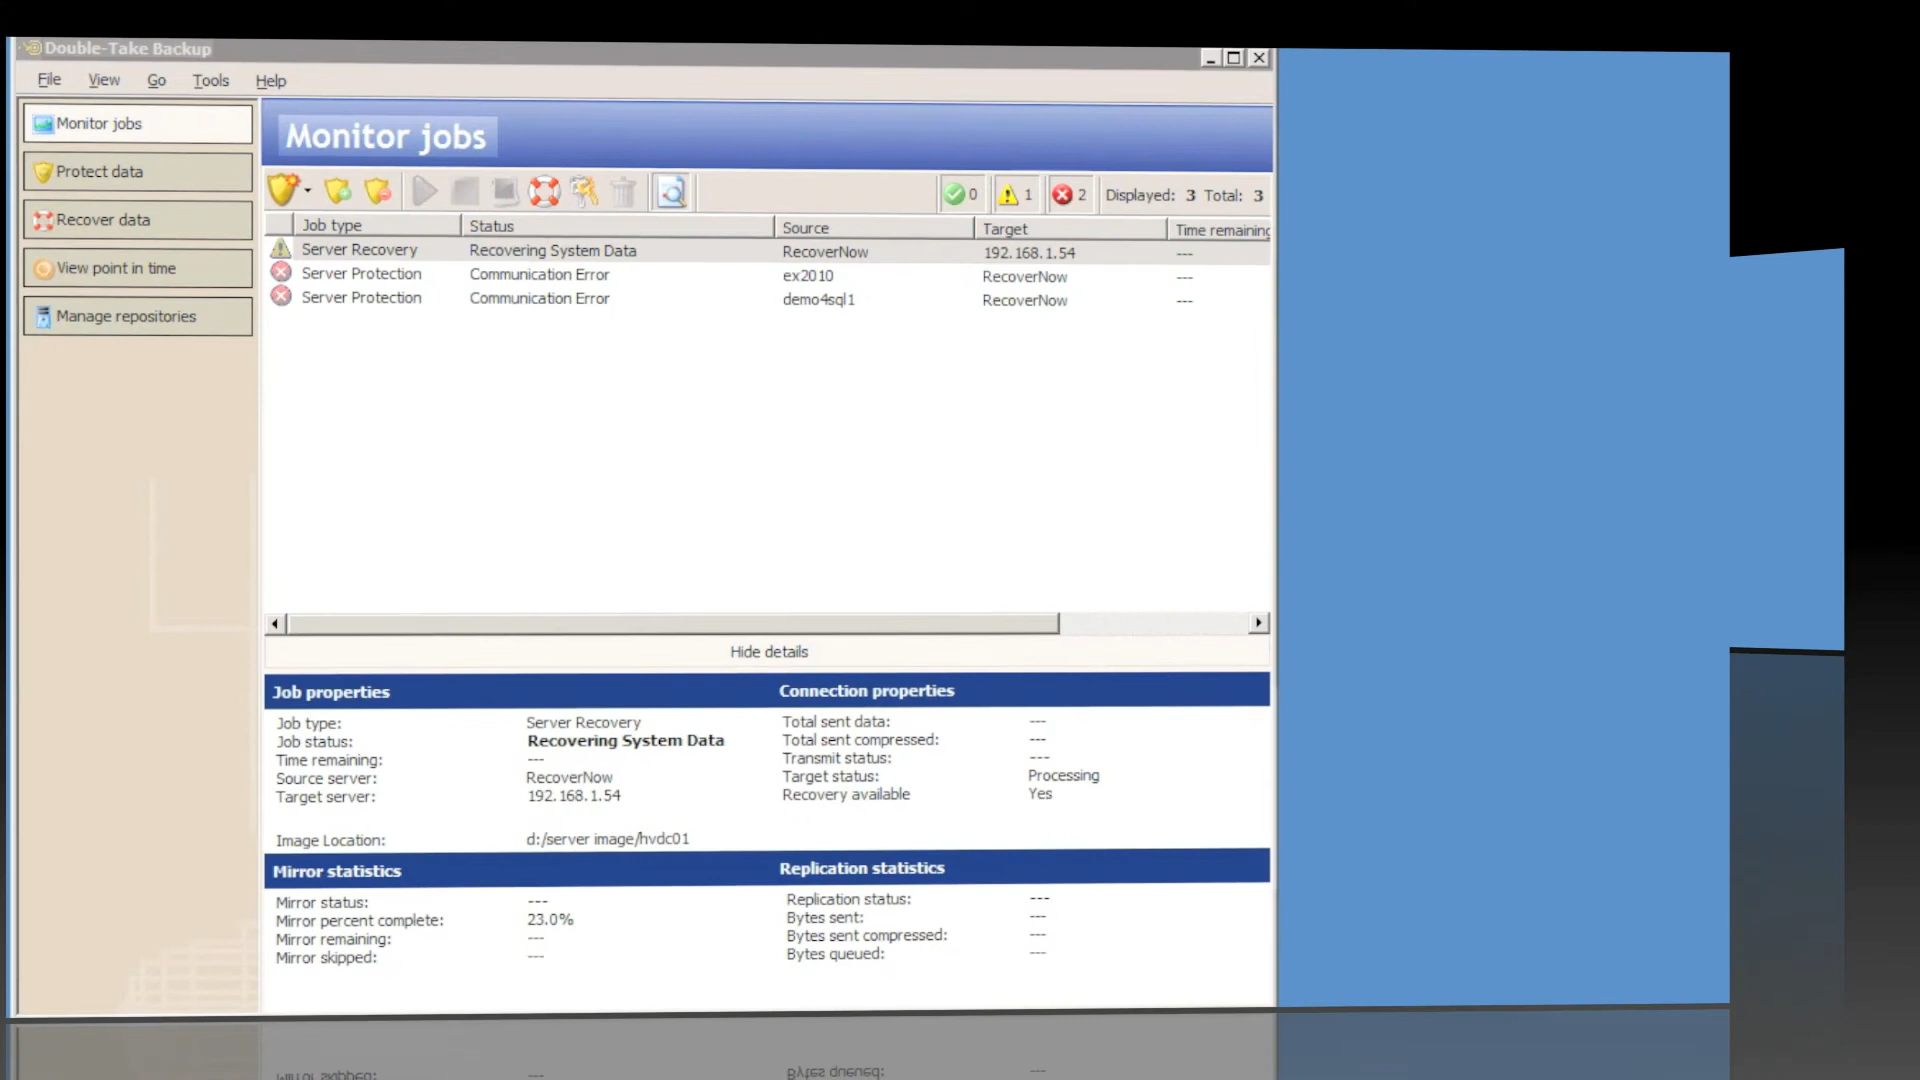 Double-Take Backup
File View Go Tools Help
Monitor jobs
Protect data
Recover data
View point in time
Manage repositories
Monitor jobs
0 1 2 Displayed: 3 Total: 3
Job type Status Source Target Time remaining
Server Recovery Recovering System Data RecoverNow 192.168.1.54 ---
Server Protection Communication Error ex2010 RecoverNow ---
Server Protection Communication Error demo4sql1 RecoverNow ---
Hide details
Job properties Connection properties
Job type: Server Recovery Total sent data: ---
Job status: Recovering System Data Total sent compressed: ---
Time remaining: --- Transmit status: ---
Source server: RecoverNow Target status: Processing
Target server: 192.168.1.54 Recovery available Yes
Image Location: d:/server image/hvdc01
Mirror statistics Replication statistics
Mirror status: --- Replication status: ---
Mirror percent complete: 23.0% Bytes sent: ---
Mirror remaining: --- Bytes sent compressed: ---
Mirror skipped: --- Bytes queued: ---
Mirror skipped: --- Bytes queued: ---